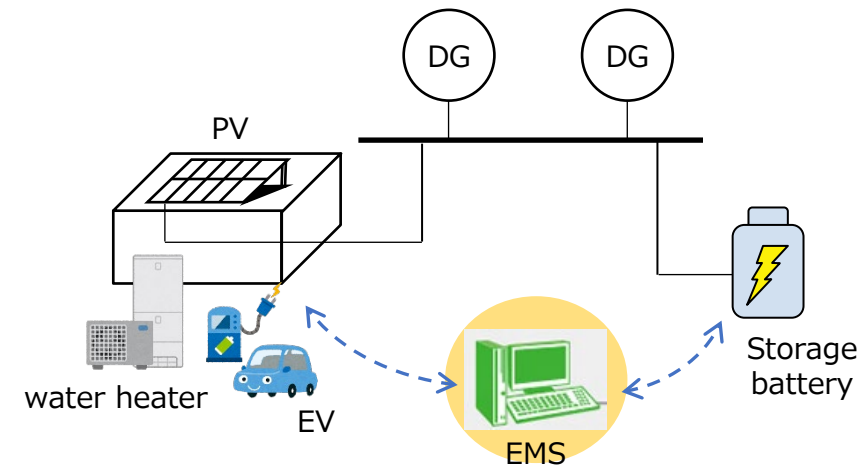 DG
DG
PV
water heater
EV
EMS
Storage
battery